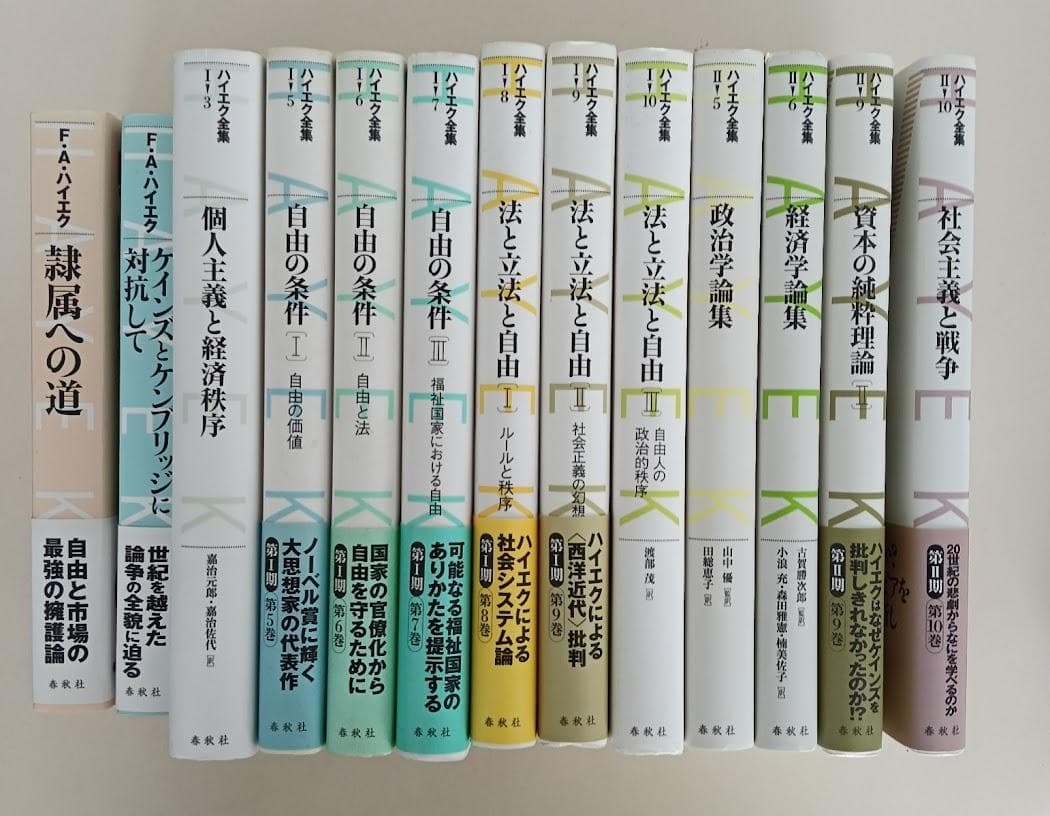 F・A・ハイエク
隷属への道
自由と市場の
最強の擁護論
春秋社
F・A・ハイエク
ケインズとケンブリッジに
対抗して
世紀を越えた
論争の全貌に迫る
春秋社
ハイエク全集
I-3
個人主義と経済秩序
嘉治元郎・嘉治佐代[訳]
春秋社
ハイエク全集
I-5
自由の条件[I]
自由の価値
ノーベル賞に輝く
大思想家の代表作
第I期 第5巻
春秋社
ハイエク全集
I-6
自由の条件[II]
自由と法
国家の官僚化から
自由を守るために
第I期 第6巻
春秋社
ハイエク全集
I-7
自由の条件[III]
福祉国家における自由
可能なる福祉国家の
ありかたを提示する
第I期 第7巻
春秋社
ハイエク全集
I-8
法と立法と自由[I]
ルールと秩序
ハイエクによる
社会システム論
第I期 第8巻
春秋社
ハイエク全集
I-9
法と立法と自由[II]
社会正義の幻想
ハイエクによる
〈西洋近代〉批判
第I期 第9巻
春秋社
ハイエク全集
I-10
法と立法と自由[III]
自由人の
政治的秩序
渡部 茂[訳]
春秋社
ハイエク全集
II-5
政治学論集
山中 優[監訳]
田総恵子[訳]
春秋社
ハイエク全集
II-6
経済学論集
古賀勝次郎[監訳]
小浪 充・森田雅憲・楠美佐子[訳]
春秋社
ハイエク全集
II-9
資本の純粋理論[II]
ハイエクはなぜケインズを
批判しきれなかったのか!?
第II期 第9巻
春秋社
ハイエク全集
II-10
社会主義と戦争
20世紀の悲劇からなにを学べるのか
第II期 第10巻
春秋社
HAYEK
HAYEK
HAYEK
HAYEK
HAYEK
HAYEK
HAYEK
HAYEK
HAYEK
HAYEK
HAYEK
HAYEK
HAYEK